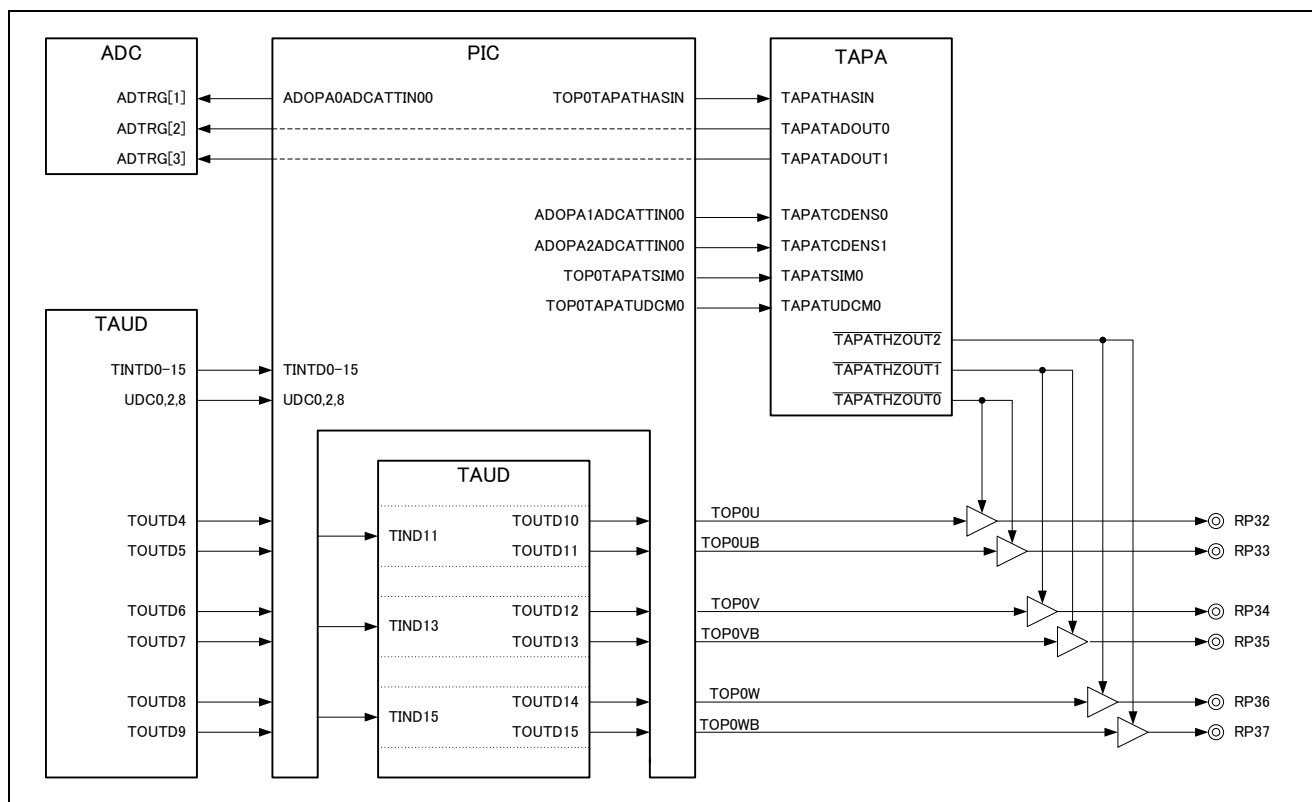 ADC
PIC
TAPA
ADTRG[1]
ADOPA0ADCATTIN00
TOP0TAPATHASIN
TAPATHASIN
ADTRG[2]
TAPATADOUT0
ADTRG[3]
TAPATADOUT1
ADOPA1ADCATTIN00
TAPATCDENS0
ADOPA2ADCATTIN00
TAPATCDENS1
TOP0TAPATSIM0
TAPATSIM0
TOP0TAPATUDCM0
TAPATUDCM0
TAUD
TAPATHZOUT2
TINTD0-15
TINTD0-15
TAPATHZOUT1
UDC0,2,8
UDC0,2,8
TAPATHZOUT0
TAUD
TOUTD4
TIND11
TOUTD10
TOP0U
RP32
TOUTD5
TOUTD11
TOP0UB
RP33
TOUTD6
TIND13
TOUTD12
TOP0V
RP34
TOUTD7
TOUTD13
TOP0VB
RP35
TOUTD8
TIND15
TOUTD14
TOP0W
RP36
TOUTD9
TOUTD15
TOP0WB
RP37